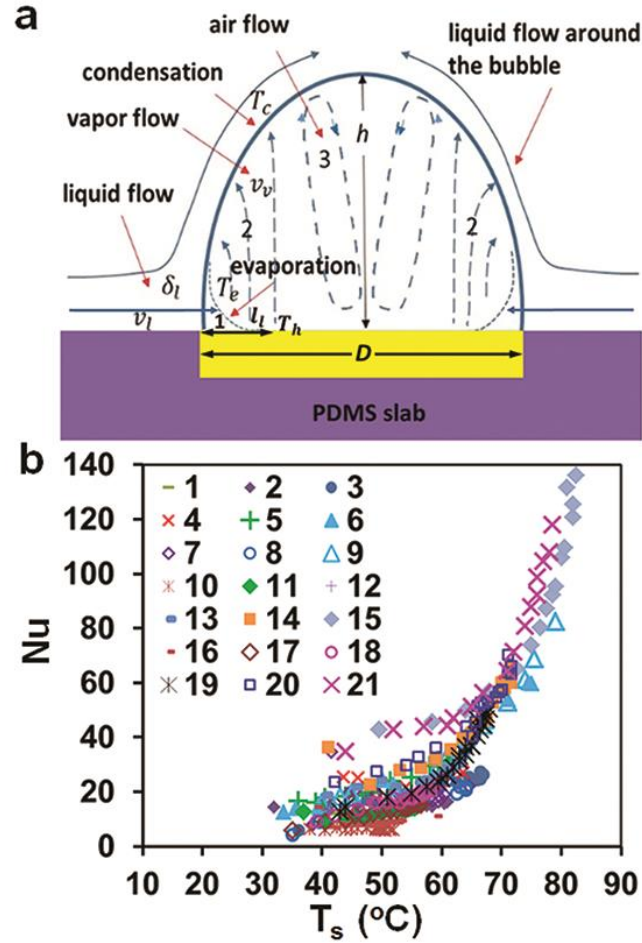 a
air flow
liquid flow around
the bubble
condensation
T_c
vapor flow
h
3
liquid flow
v_v
2
2
evaporation
δ_l
T_e
v_l
1
l_l
T_h
D
PDMS slab
b
140
120
100
80
60
40
20
0
Nu
1 2 3
4 5 6
7 8 9
10 11 12
13 14 15
16 17 18
19 20 21
10 20 30 40 50 60 70 80 90
T_s (°C)